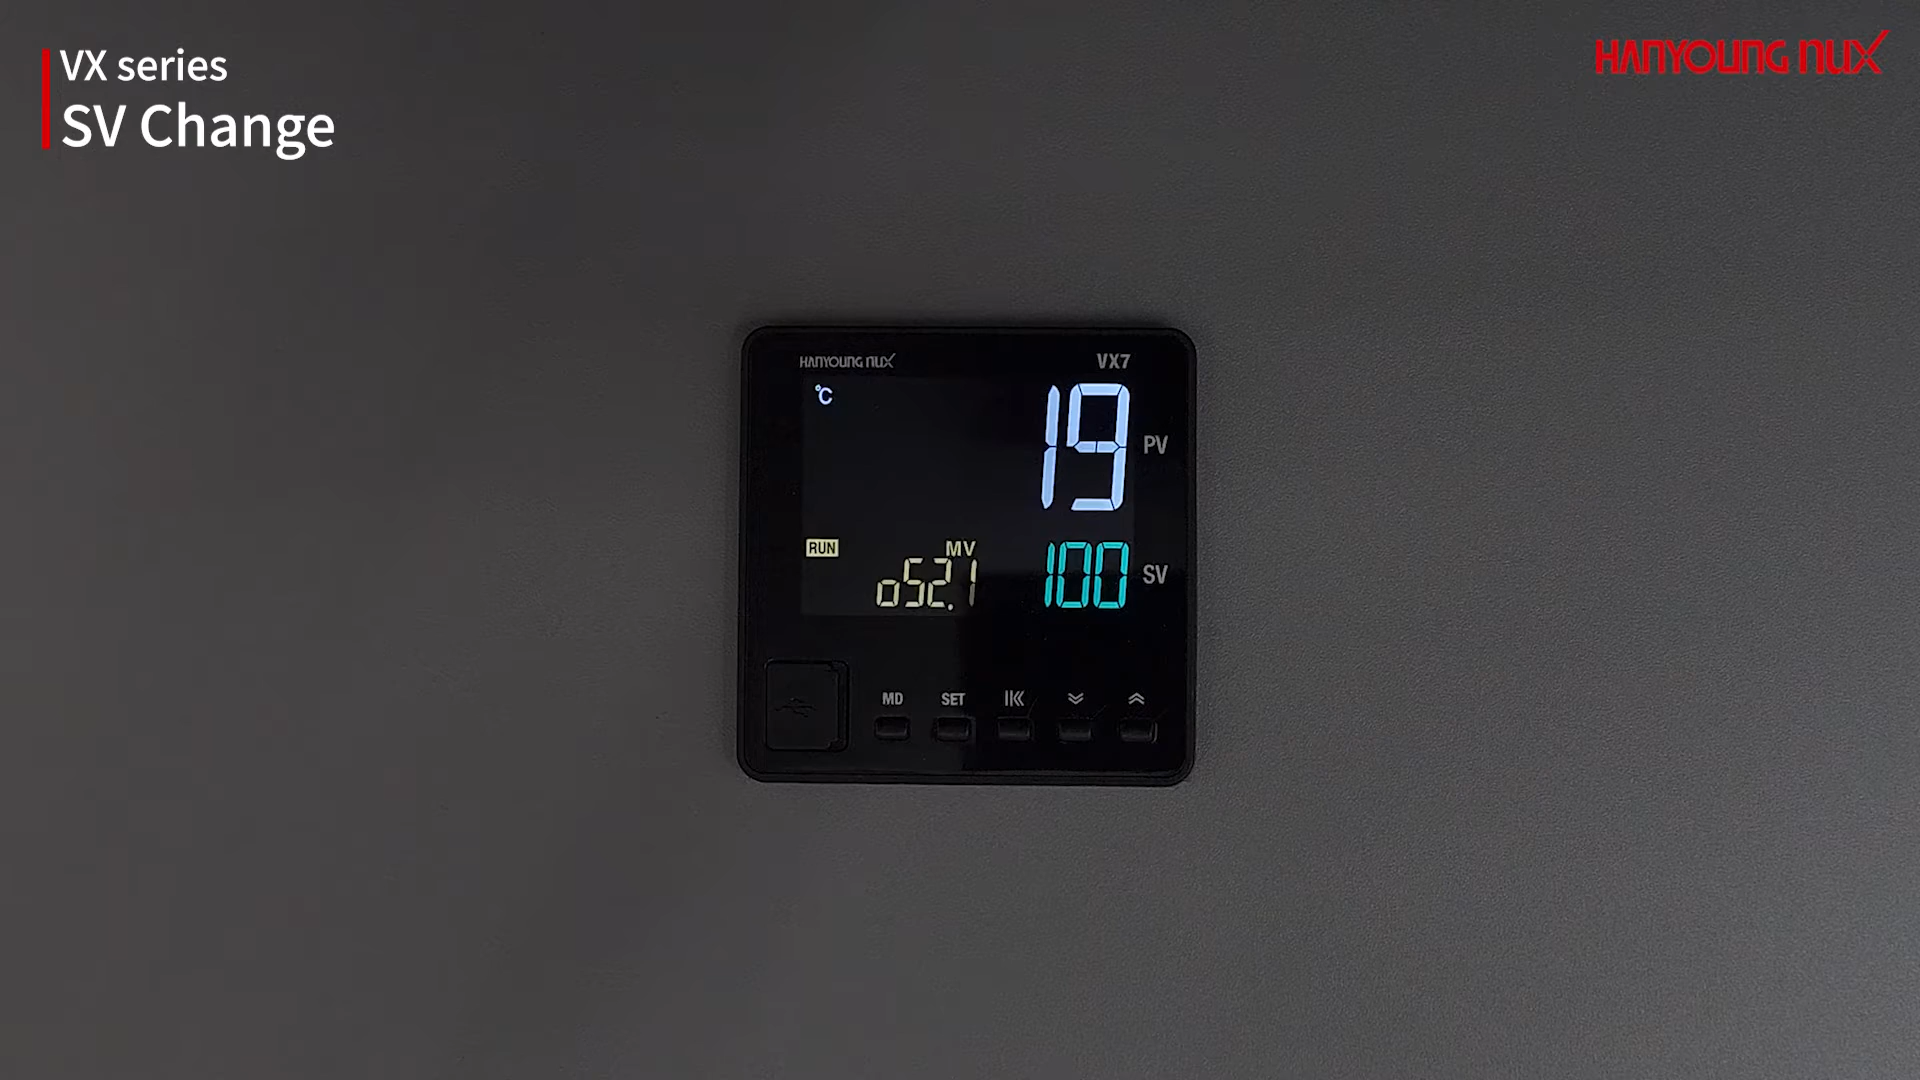 VX series
SV Change
HANYOUNG NUX
HANYOUNG NUX
VX7
℃
19
PV
RUN
MV
o52.1
100
SV
MD
SET